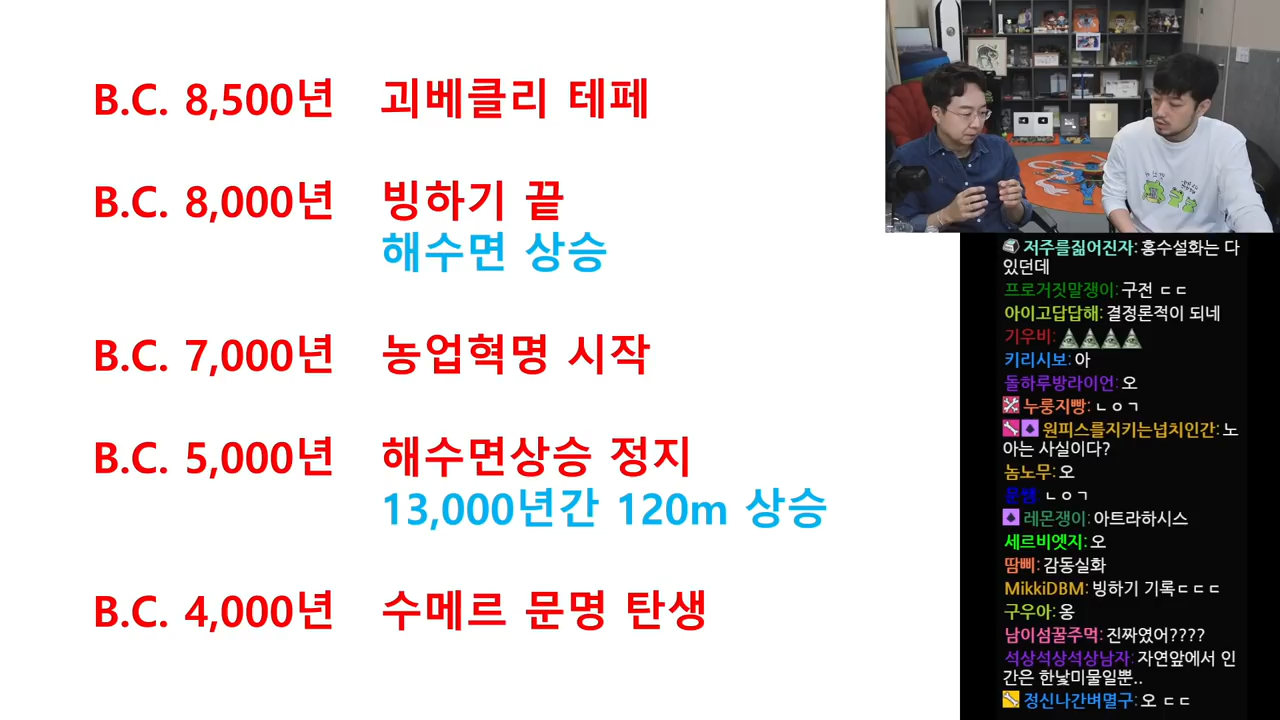 B.C. 8,500년 괴베클리 테페
B.C. 8,000년 빙하기 끝
해수면 상승
B.C. 7,000년 농업혁명 시작
B.C. 5,000년 해수면상승 정지
13,000년간 120m 상승
B.C. 4,000년 수메르 문명 탄생
저주를짊어진자: 홍수설화는 다
있던데
프로거짓말쟁이: 구전 ㄷㄷ
아이고답답해: 결정론적이 되네
기우비:
키리시보: 아
돌하루방라이언: 오
누룽지빵: ㄴㅇㄱ
원피스를지키는넙치인간: 노
아는 사실이다?
놈노무: 오
문쌤: ㄴㅇㄱ
레몬쟁이: 아트라하시스
세르비엣지: 오
땀삐: 감동실화
MikkiDBM: 빙하기 기록ㄷㄷㄷ
구우아: 옹
남이섬꿀주먹: 진짜였어????
석상석상석상남자: 자연앞에서 인
간은 한낯미물일뿐..
정신나간벼멸구: 오 ㄷㄷ